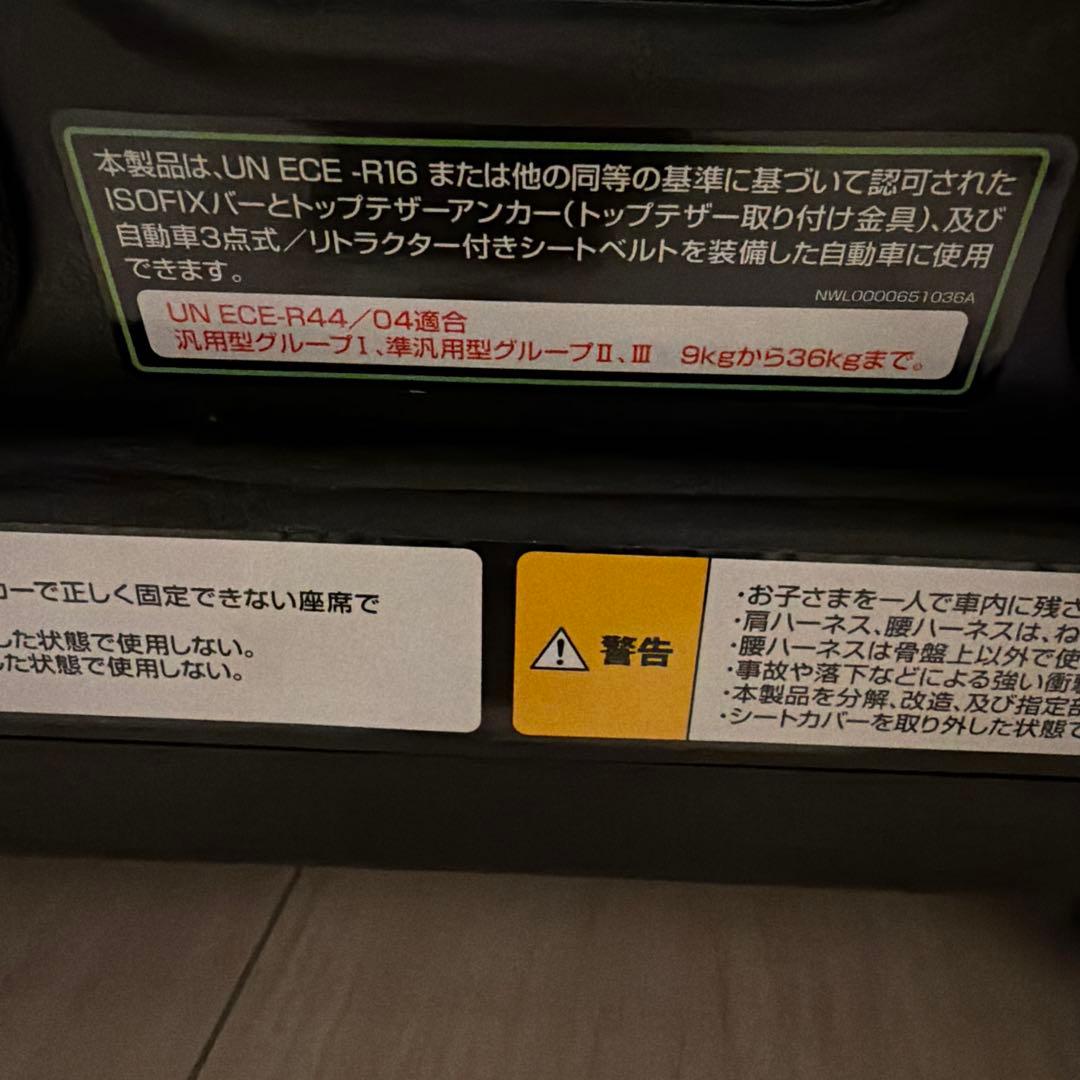 本製品は、UN ECE -R16 または他の同等の基準に基づいて認可された
ISOFIXバーとトップテザーアンカー(トップテザー取り付け金具)、及び
自動車3点式/リトラクター付きシートベルトを装備した自動車に使用
できます。
NWL0000651036A
UN ECE-R44/04適合
汎用型グループⅠ、準汎用型グループⅡ、Ⅲ 9kgから36kgまで。
カーで正しく固定できない座席で
した状態で使用しない。
した状態で使用しない。
警告
・お子さまを一人で車内に残さ
・肩ハーネス、腰ハーネスは、ね
・腰ハーネスは骨盤上以外で使
・事故や落下などによる強い衝
・本製品を分解、改造、及び指定部
・シートカバーを取り外した状態で